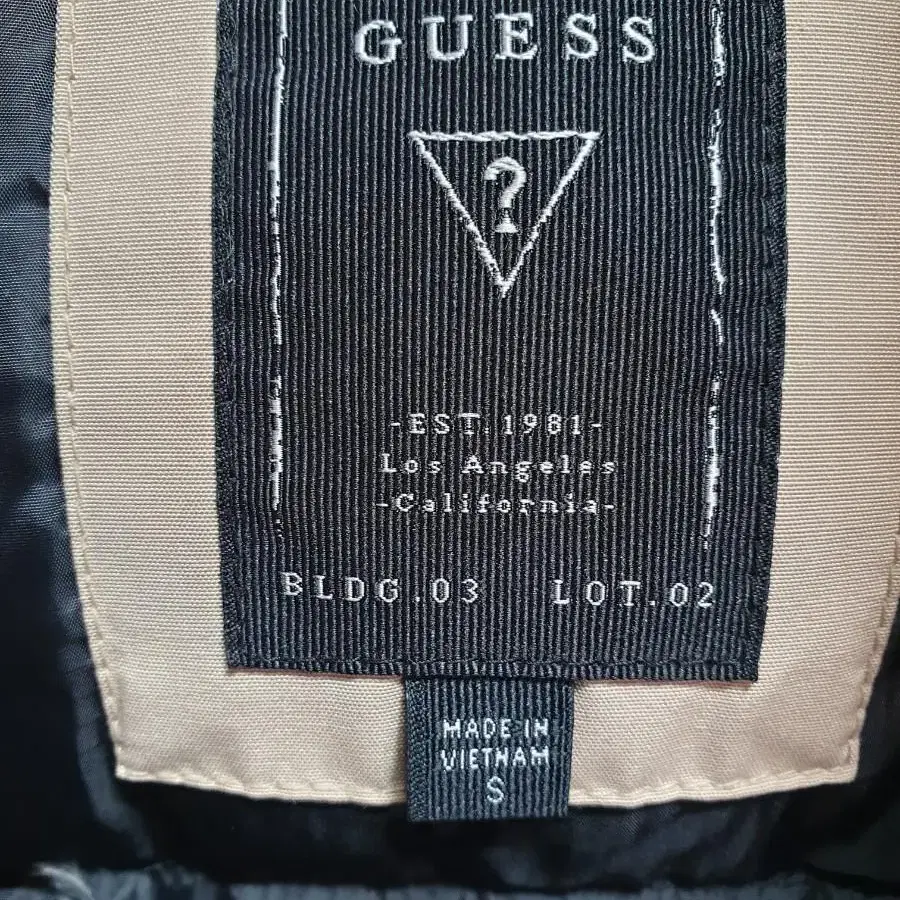 GUESS
?
-EST.1981-
Los Angeles
-California-
BLDG.03 LOT.02
MADE IN
VIETNAM
S